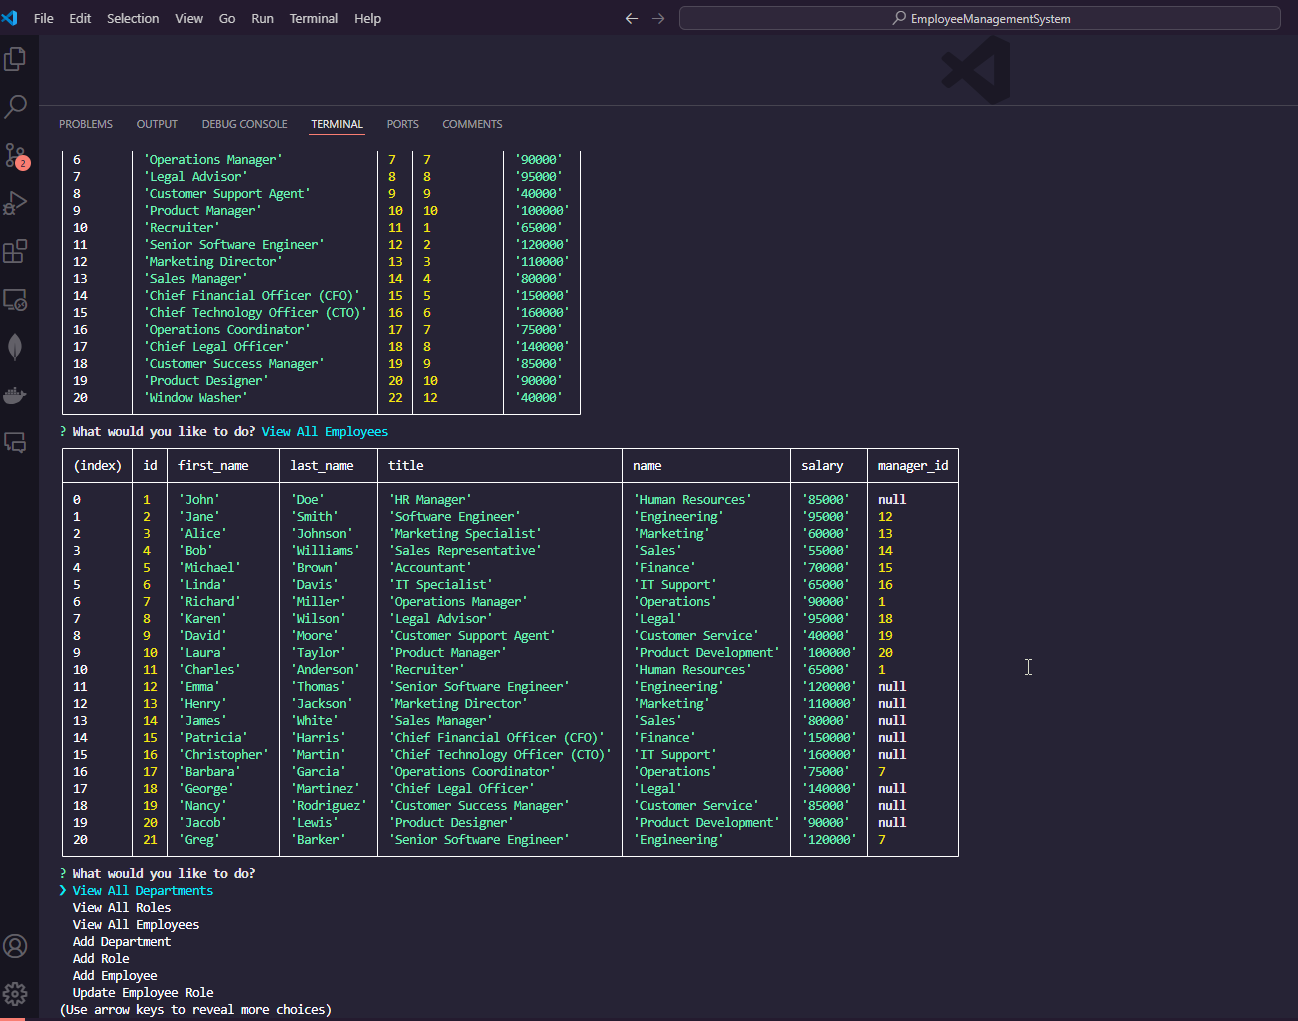 File Edit Selection View Go Run Terminal Help EmployeeManagementSystem
PROBLEMS OUTPUT DEBUG CONSOLE TERMINAL PORTS COMMENTS
2
6 'Operations Manager' 7 7 '90000'
7 'Legal Advisor' 8 8 '95000'
8 'Customer Support Agent' 9 9 '40000'
9 'Product Manager' 10 10 '100000'
10 'Recruiter' 11 1 '65000'
11 'Senior Software Engineer' 12 2 '120000'
12 'Marketing Director' 13 3 '110000'
13 'Sales Manager' 14 4 '80000'
14 'Chief Financial Officer (CFO)' 15 5 '150000'
15 'Chief Technology Officer (CTO)' 16 6 '160000'
16 'Operations Coordinator' 17 7 '75000'
17 'Chief Legal Officer' 18 8 '140000'
18 'Customer Success Manager' 19 9 '85000'
19 'Product Designer' 20 10 '90000'
20 'Window Washer' 22 12 '40000'
? What would you like to do? View All Employees
(index) id first_name last_name title name salary manager_id
0 1 'John' 'Doe' 'HR Manager' 'Human Resources' '85000' null
1 2 'Jane' 'Smith' 'Software Engineer' 'Engineering' '95000' 12
2 3 'Alice' 'Johnson' 'Marketing Specialist' 'Marketing' '60000' 13
3 4 'Bob' 'Williams' 'Sales Representative' 'Sales' '55000' 14
4 5 'Michael' 'Brown' 'Accountant' 'Finance' '70000' 15
5 6 'Linda' 'Davis' 'IT Specialist' 'IT Support' '65000' 16
6 7 'Richard' 'Miller' 'Operations Manager' 'Operations' '90000' 1
7 8 'Karen' 'Wilson' 'Legal Advisor' 'Legal' '95000' 18
8 9 'David' 'Moore' 'Customer Support Agent' 'Customer Service' '40000' 19
9 10 'Laura' 'Taylor' 'Product Manager' 'Product Development' '100000' 20
10 11 'Charles' 'Anderson' 'Recruiter' 'Human Resources' '65000' 1
11 12 'Emma' 'Thomas' 'Senior Software Engineer' 'Engineering' '120000' null
12 13 'Henry' 'Jackson' 'Marketing Director' 'Marketing' '110000' null
13 14 'James' 'White' 'Sales Manager' 'Sales' '80000' null
14 15 'Patricia' 'Harris' 'Chief Financial Officer (CFO)' 'Finance' '150000' null
15 16 'Christopher' 'Martin' 'Chief Technology Officer (CTO)' 'IT Support' '160000' null
16 17 'Barbara' 'Garcia' 'Operations Coordinator' 'Operations' '75000' 7
17 18 'George' 'Martinez' 'Chief Legal Officer' 'Legal' '140000' null
18 19 'Nancy' 'Rodriguez' 'Customer Success Manager' 'Customer Service' '85000' null
19 20 'Jacob' 'Lewis' 'Product Designer' 'Product Development' '90000' null
20 21 'Greg' 'Barker' 'Senior Software Engineer' 'Engineering' '120000' 7
? What would you like to do?
❯ View All Departments
View All Roles
View All Employees
Add Department
Add Role
Add Employee
Update Employee Role
(Use arrow keys to reveal more choices)